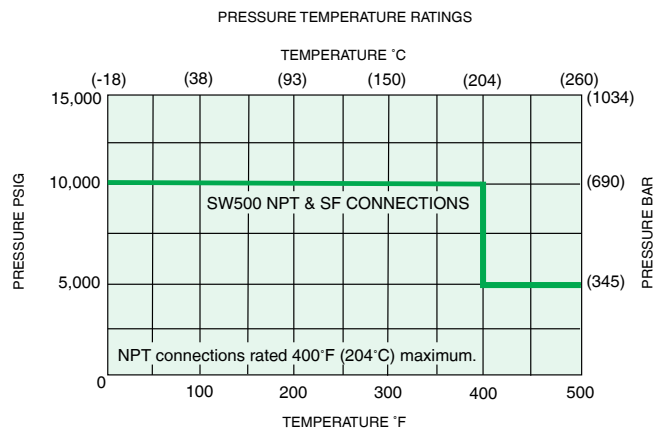 PRESSURE TEMPERATURE RATINGS
TEMPERATURE ˚C
(-18) (38) (93) (150) (204) (260)
15,000 (1034)
10,000 (690)
SW500 NPT & SF CONNECTIONS
PRESSURE PSIG
PRESSURE BAR
5,000 (345)
NPT connections rated 400˚F (204˚C) maximum.
0 100 200 300 400 500
TEMPERATURE ˚F